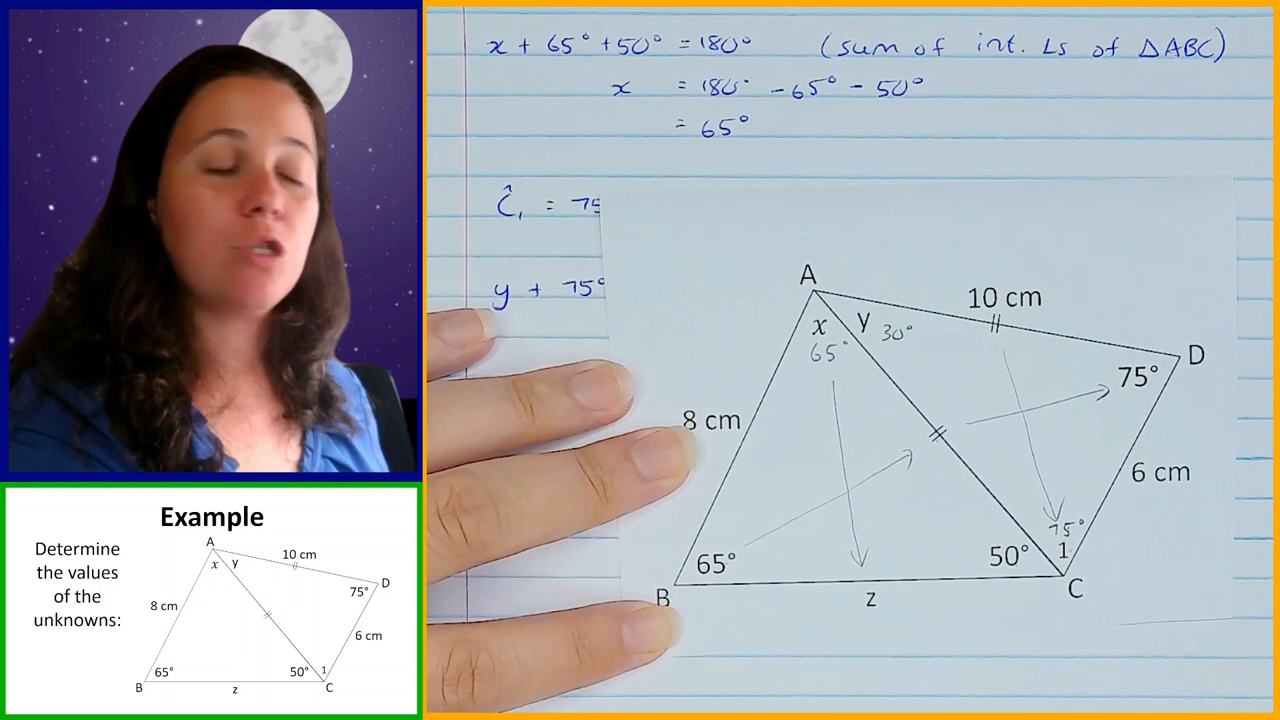 x + 65° + 50° = 180° (sum of int. ∠s of ΔABC)
x = 180° - 65° - 50°
= 65°
Ĉ₁ = 75
y + 75°
A
10 cm
x
y
30°
65°
D
75°
8 cm
6 cm
75°
65°
50°
1
B
z
C
Example
Determine
the values
of the
unknowns:
A
10 cm
x
y
D
75°
8 cm
6 cm
65°
50°
1
B
z
C